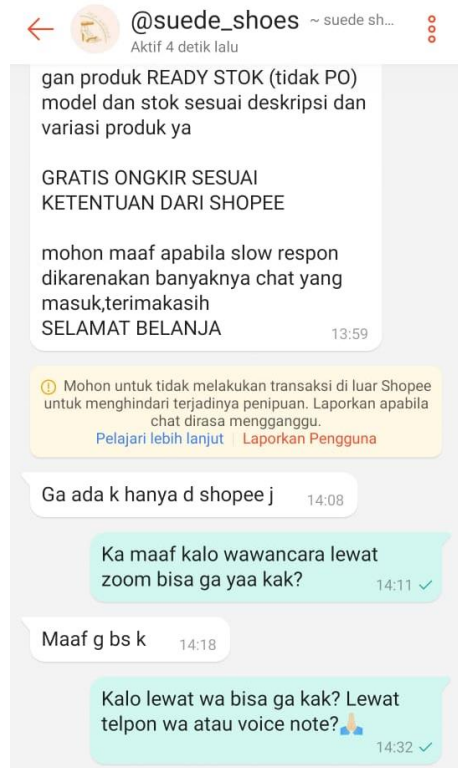 @suede_shoes ~ suede sh...
Aktif 4 detik lalu
gan produk READY STOK (tidak PO)
model dan stok sesuai deskripsi dan
variasi produk ya
GRATIS ONGKIR SESUAI
KETENTUAN DARI SHOPEE
mohon maaf apabila slow respon
dikarenakan banyaknya chat yang
masuk,terimakasih
SELAMAT BELANJA
13:59
Mohon untuk tidak melakukan transaksi di luar Shopee
untuk menghindari terjadinya penipuan. Laporkan apabila
chat dirasa mengganggu.
Pelajari lebih lanjut | Laporkan Pengguna
Ga ada k hanya d shopee j 14:08
Ka maaf kalo wawancara lewat
zoom bisa ga yaa kak? 14:11
Maaf g bs k 14:18
Kalo lewat wa bisa ga kak? Lewat
telpon wa atau voice note?🙏🏻
14:32